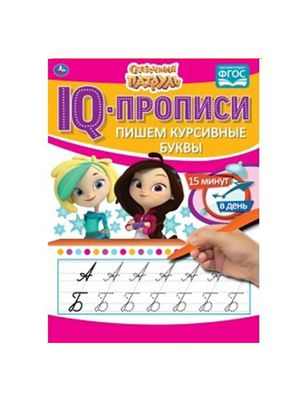 Сказочный
ПАТРУЛЬ
ФГОС
IQ-ПРОПИСИ
ПИШЕМ КУРСИВНЫЕ
БУКВЫ
15 МИНУТ
В ДЕНЬ
А А А А А А
Б Б Б Б Б Б Б